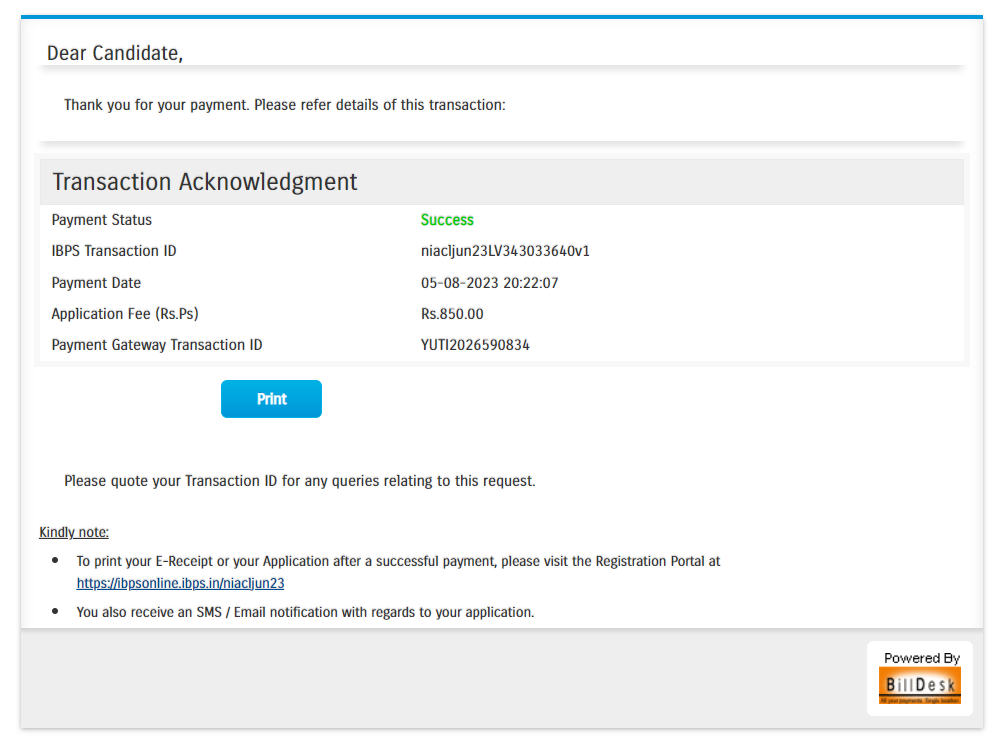 Dear Candidate,
Thank you for your payment. Please refer details of this transaction:
Transaction Acknowledgment
Payment Status Success
IBPS Transaction ID niacljun23LV343033640v1
Payment Date 05-08-2023 20:22:07
Application Fee (Rs.Ps) Rs.850.00
Payment Gateway Transaction ID YUTI2026590834
Print
Please quote your Transaction ID for any queries relating to this request.
Kindly note:
• To print your E-Receipt or your Application after a successful payment, please visit the Registration Portal at
https://ibpsonline.ibps.in/niacljun23
• You also receive an SMS / Email notification with regards to your application.
Powered By
BillDesk
All your payments. Single location